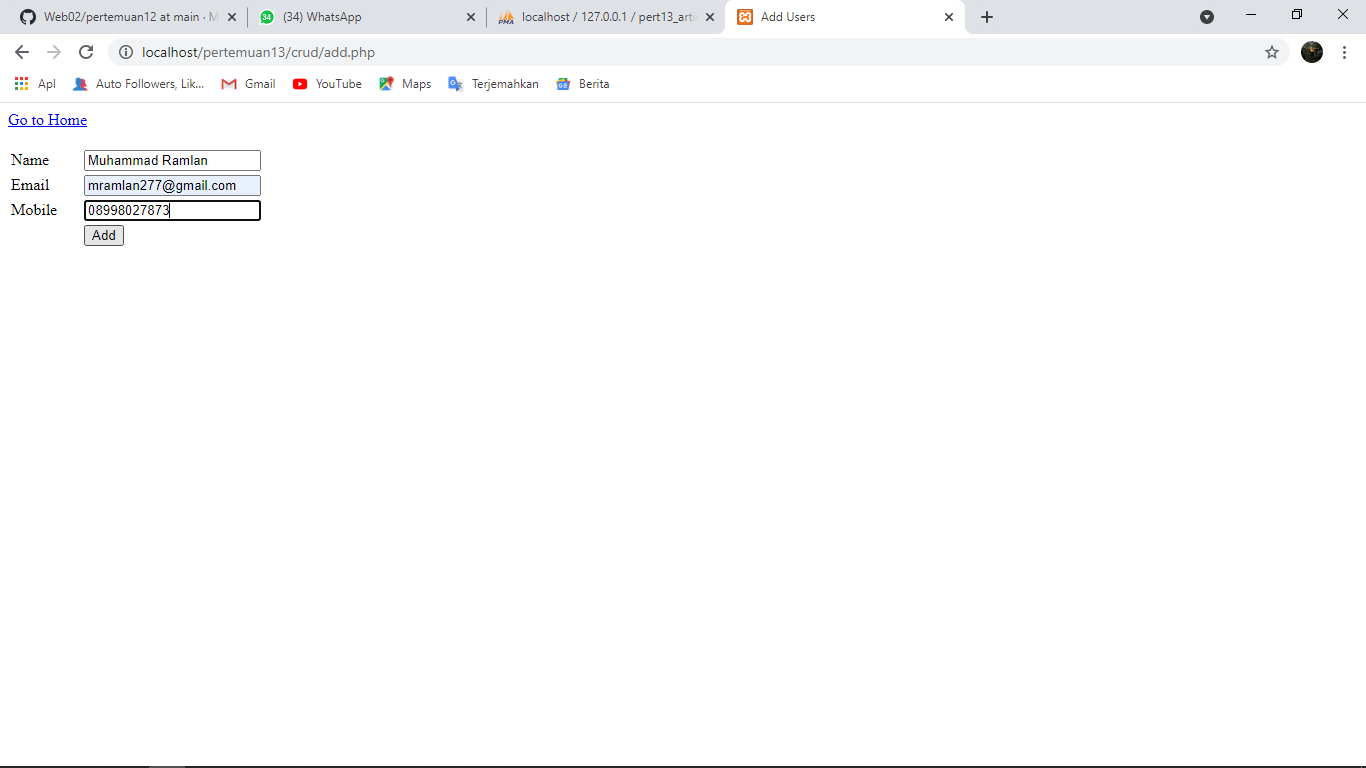 Web02/pertemuan12 at main · M
(34) WhatsApp
localhost / 127.0.0.1 / pert13_arti
Add Users
localhost/pertemuan13/crud/add.php
Apl
Auto Followers, Lik...
Gmail
YouTube
Maps
Terjemahkan
Berita
Go to Home
Name Muhammad Ramlan
Email mramlan277@gmail.com
Mobile 08998027873
Add